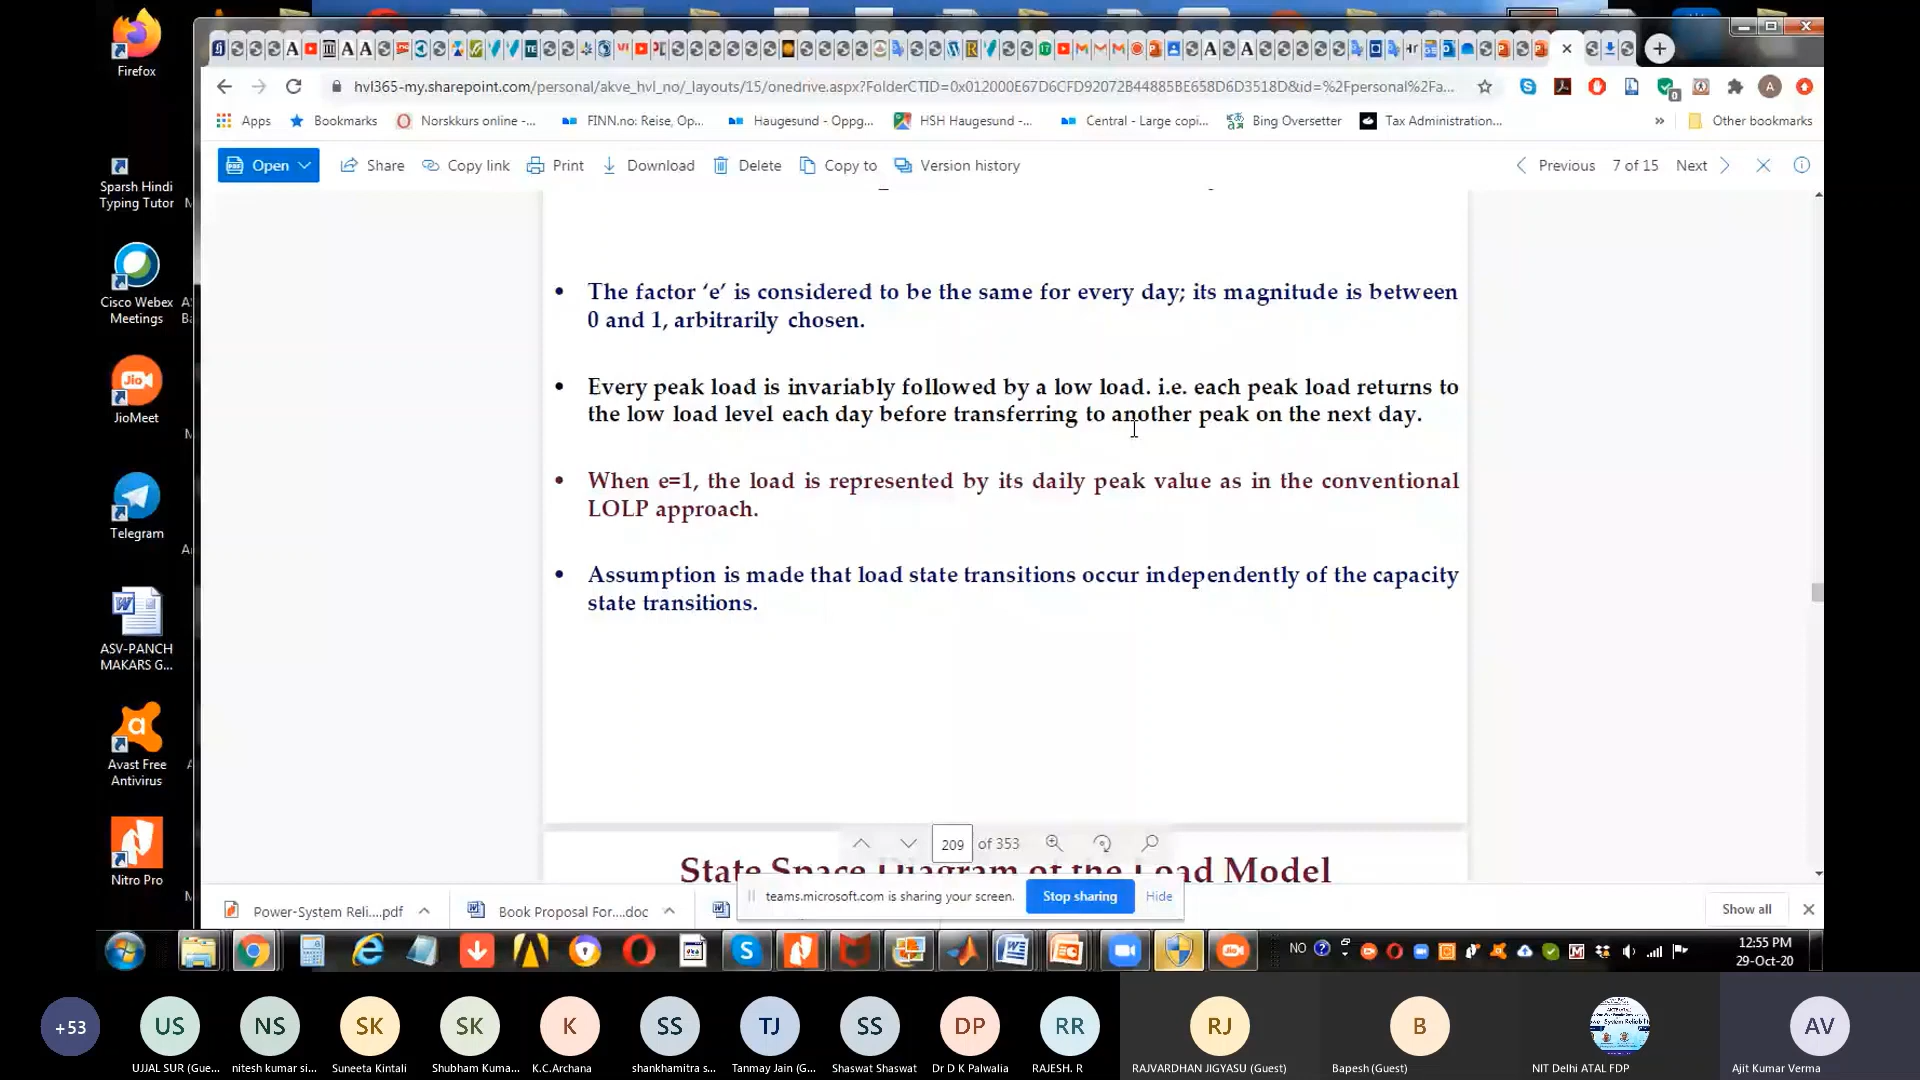 Firefox
hvl365-my.sharepoint.com/personal/akve_hvl_no/_layouts/15/onedrive.aspx?FolderCTID=0x012000E67D6CFD92072B44885BE658D6D3518D&id=%2Fpersonal%2Fa...
Apps
Bookmarks
Norskkurs online -...
FINN.no: Reise, Op...
Haugesund - Oppg...
HSH Haugesund -...
Central - Large copi...
Bing Oversetter
Tax Administration...
»
Other bookmarks
Open
Share
Copy link
Print
Download
Delete
Copy to
Version history
Previous
7 of 15
Next
Sparsh Hindi
Typing Tutor
Cisco Webex
Meetings
JioMeet
Telegram
ASV-PANCH
MAKARS G...
Avast Free
Antivirus
Nitro Pro
• The factor ‘e’ is considered to be the same for every day; its magnitude is between
0 and 1, arbitrarily chosen.
• Every peak load is invariably followed by a low load. i.e. each peak load returns to
the low load level each day before transferring to another peak on the next day.
• When e=1, the load is represented by its daily peak value as in the conventional
LOLP approach.
• Assumption is made that load state transitions occur independently of the capacity
state transitions.
209 of 353
State Space Diagram of the Load Model
teams.microsoft.com is sharing your screen.
Stop sharing
Hide
Power-System Reli....pdf
Book Proposal For....doc
Show all
NO
12:55 PM
29-Oct-20
+53
US
NS
SK
SK
K
SS
TJ
SS
DP
RR
RJ
B
AV
UJJAL SUR (Gue...
nitesh kumar si...
Suneeta Kintali
Shubham Kuma...
K.C.Archana
shankhamitra s...
Tanmay Jain (G...
Shaswat Shaswat
Dr D K Palwalia
RAJESH. R
RAJVARDHAN JIGYASU (Guest)
Bapesh (Guest)
NIT Delhi ATAL FDP
Ajit Kumar Verma